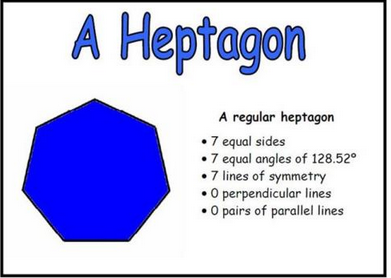 A Heptagon
A regular heptagon
• 7 equal sides
• 7 equal angles of 128.52º
• 7 lines of symmetry
• 0 perpendicular lines
• 0 pairs of parallel lines